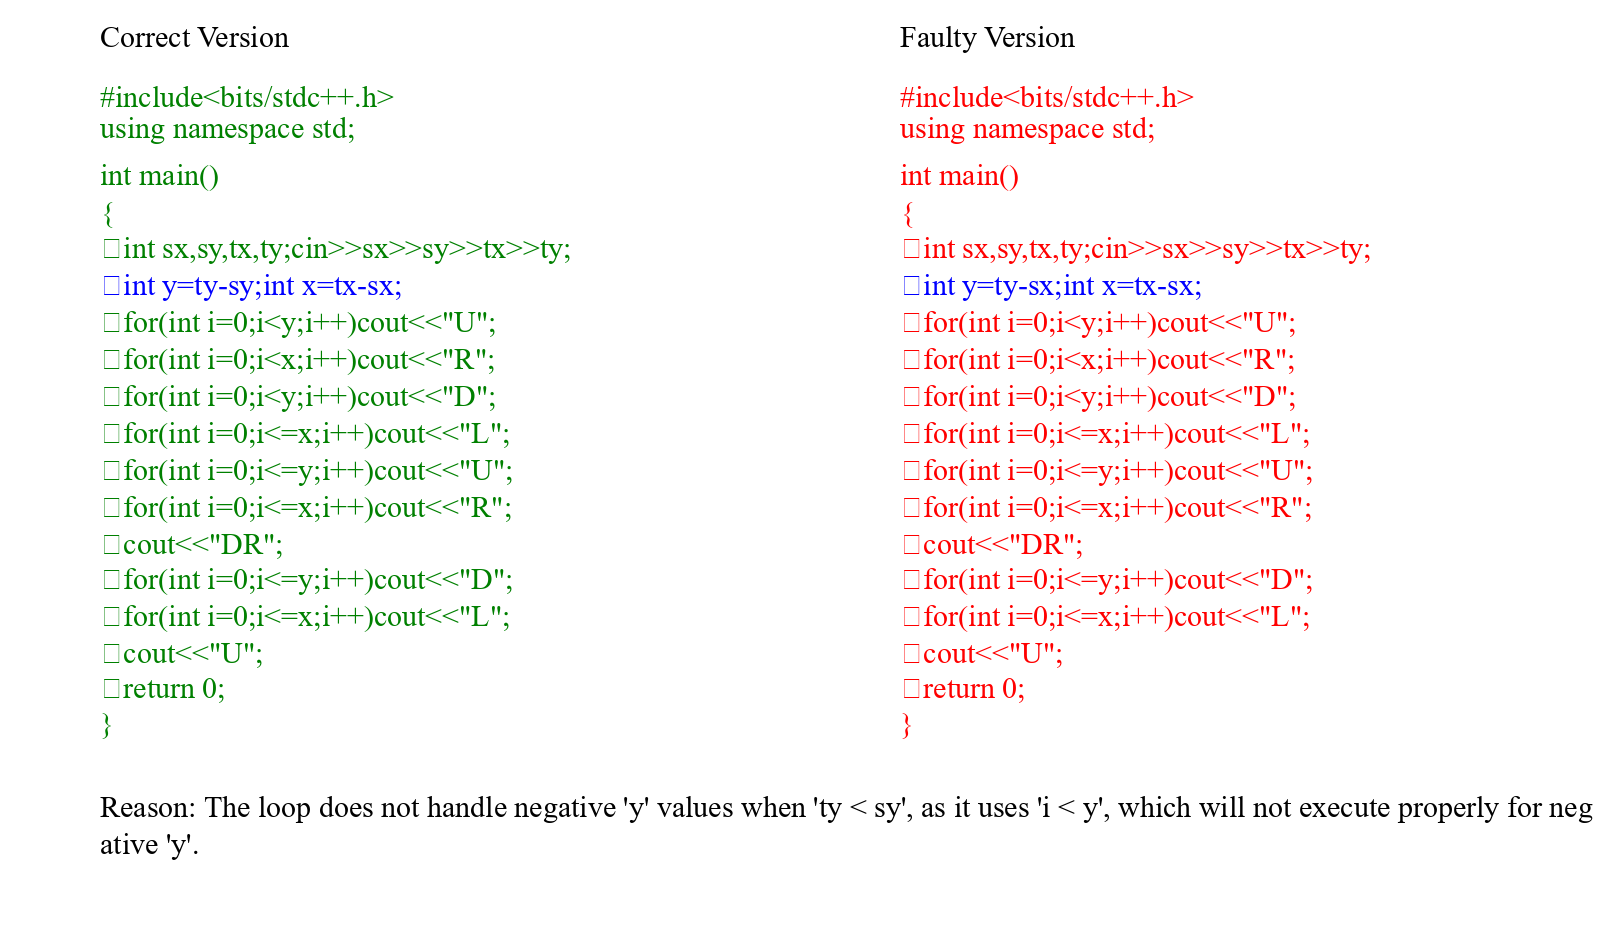 Correct Version
#include<bits/stdc++.h>
using namespace std;
int main()
{
□int sx,sy,tx,ty;cin>>sx>>sy>>tx>>ty;
□int y=ty-sy;int x=tx-sx;
□for(int i=0;i<y;i++)cout<<"U";
□for(int i=0;i<x;i++)cout<<"R";
□for(int i=0;i<y;i++)cout<<"D";
□for(int i=0;i<=x;i++)cout<<"L";
□for(int i=0;i<=y;i++)cout<<"U";
□for(int i=0;i<=x;i++)cout<<"R";
□cout<<"DR";
□for(int i=0;i<=y;i++)cout<<"D";
□for(int i=0;i<=x;i++)cout<<"L";
□cout<<"U";
□return 0;
}
Faulty Version
#include<bits/stdc++.h>
using namespace std;
int main()
{
□int sx,sy,tx,ty;cin>>sx>>sy>>tx>>ty;
□int y=ty-sx;int x=tx-sx;
□for(int i=0;i<y;i++)cout<<"U";
□for(int i=0;i<x;i++)cout<<"R";
□for(int i=0;i<y;i++)cout<<"D";
□for(int i=0;i<=x;i++)cout<<"L";
□for(int i=0;i<=y;i++)cout<<"U";
□for(int i=0;i<=x;i++)cout<<"R";
□cout<<"DR";
□for(int i=0;i<=y;i++)cout<<"D";
□for(int i=0;i<=x;i++)cout<<"L";
□cout<<"U";
□return 0;
}
Reason: The loop does not handle negative 'y' values when 'ty < sy', as it uses 'i < y', which will not execute properly for neg
ative 'y'.